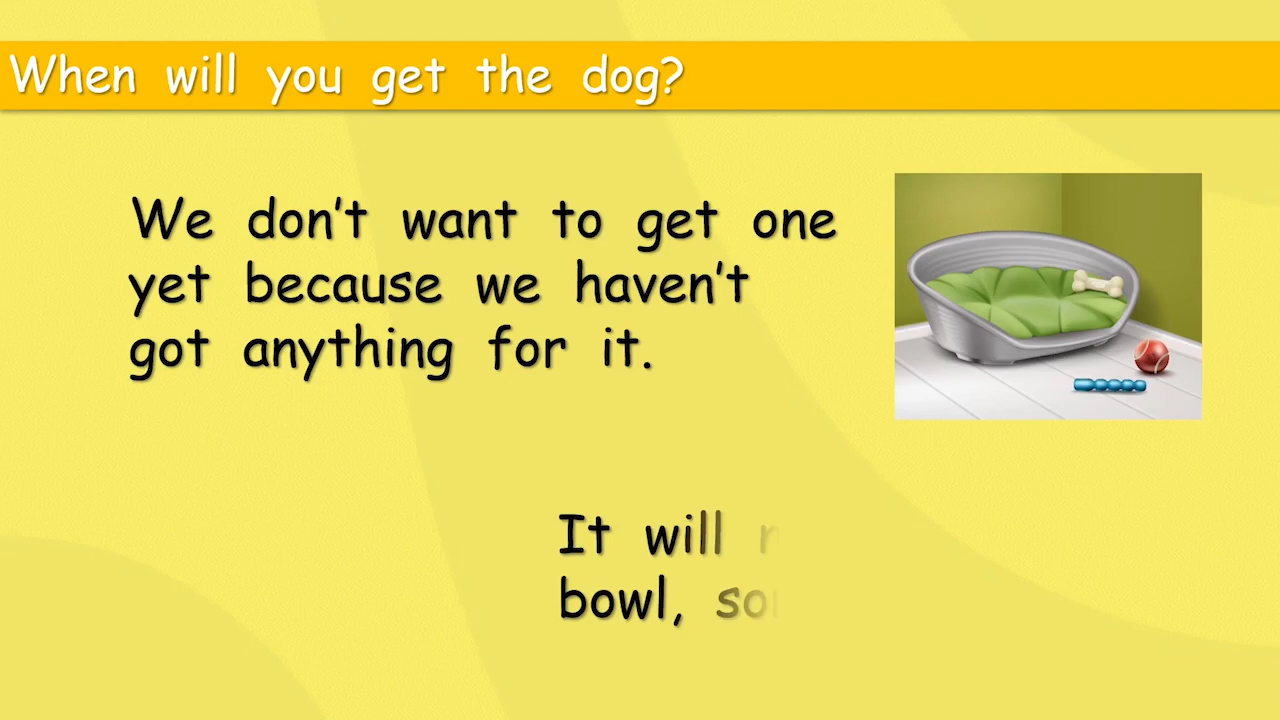 When will you get the dog?
We don't want to get one
yet because we haven't
got anything for it.
It will
bowl,